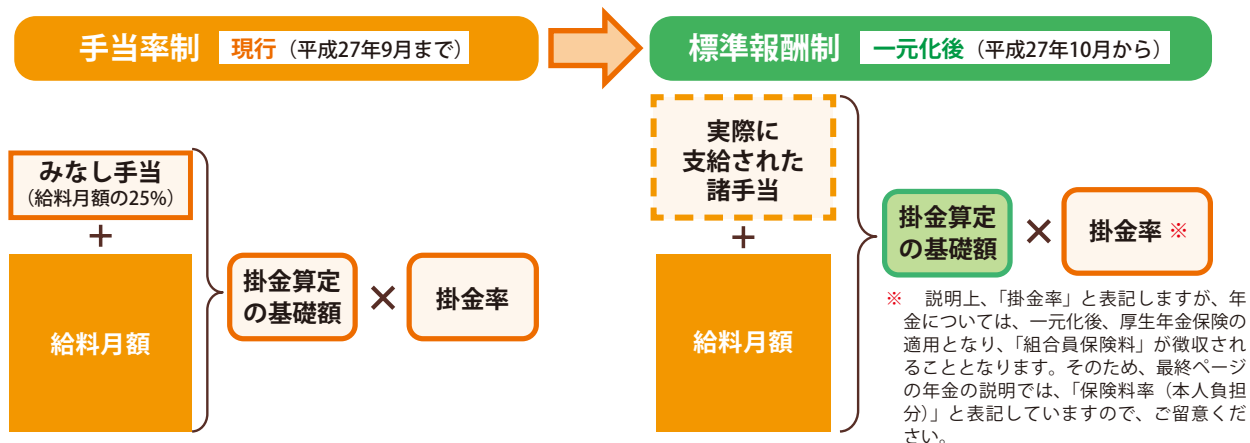 手当率制 現行（平成27年9月まで）
標準報酬制 一元化後（平成27年10月から）
みなし手当
（給料月額の25%）
+
給料月額
掛金算定
の基礎額
×
掛金率
実際に
支給された
諸手当
+
給料月額
掛金算定
の基礎額
×
掛金率 ※
※ 説明上、「掛金率」と表記しますが、年
金については、一元化後、厚生年金保険の
適用となり、「組合員保険料」が徴収され
ることとなります。そのため、最終ページ
の年金の説明では、「保険料率（本人負担
分）」と表記していますので、ご留意くだ
さい。